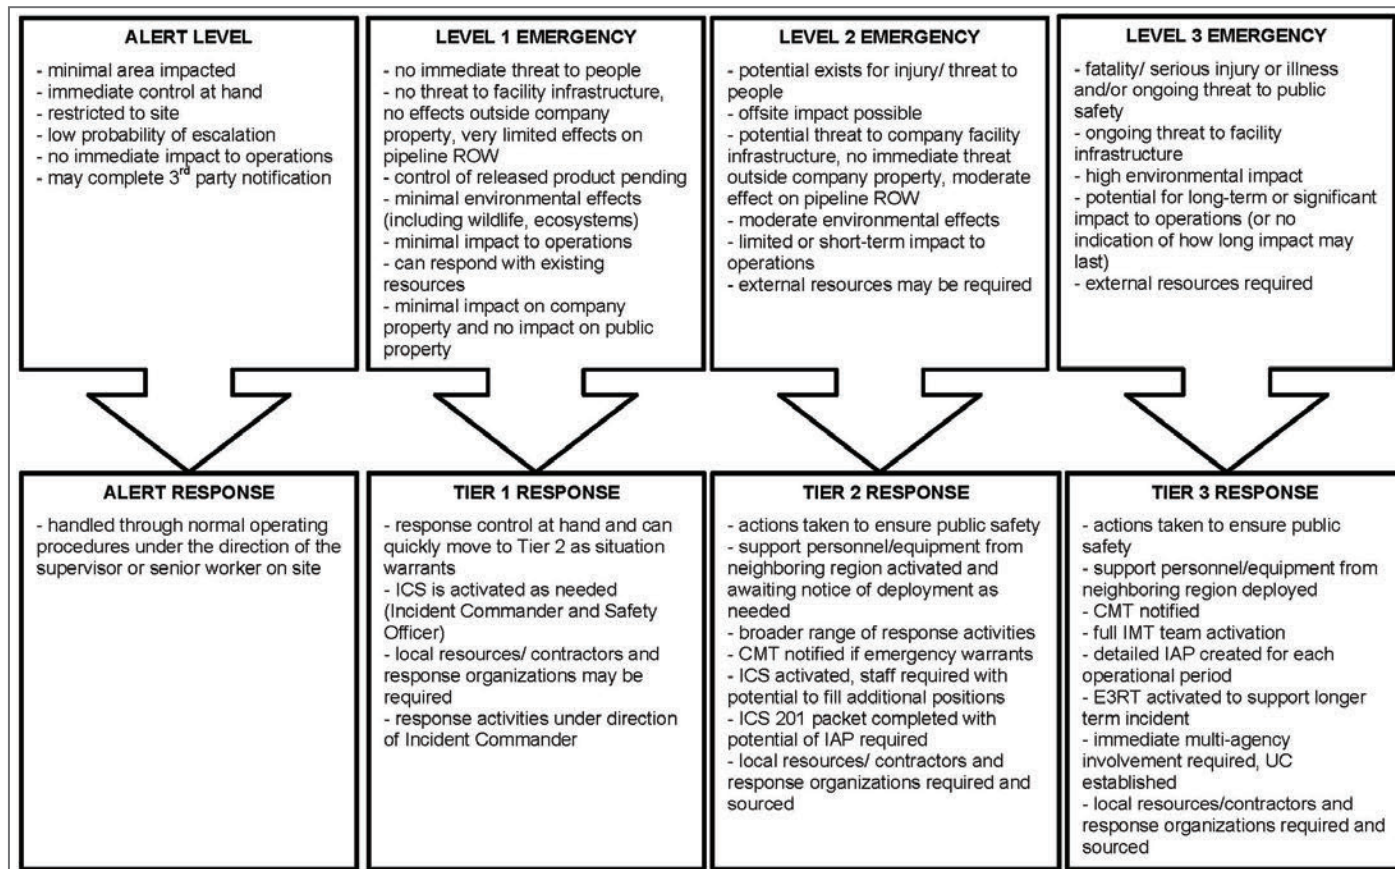 ALERT LEVEL
- minimal area impacted
- immediate control at hand
- restricted to site
- low probability of escalation
- no immediate impact to operations
- may complete 3rd party notification
LEVEL 1 EMERGENCY
- no immediate threat to people
- no threat to facility infrastructure,
no effects outside company
property, very limited effects on
pipeline ROW
- control of released product pending
- minimal environmental effects
(including wildlife, ecosystems)
- minimal impact to operations
- can respond with existing
resources
- minimal impact on company
property and no impact on public
property
LEVEL 2 EMERGENCY
- potential exists for injury/ threat to
people
- offsite impact possible
- potential threat to company facility
infrastructure, no immediate threat
outside company property, moderate
effect on pipeline ROW
- moderate environmental effects
- limited or short-term impact to
operations
- external resources may be required
LEVEL 3 EMERGENCY
- fatality/ serious injury or illness
and/or ongoing threat to public
safety
- ongoing threat to facility
infrastructure
- high environmental impact
- potential for long-term or significant
impact to operations (or no
indication of how long impact may
last)
- external resources required
ALERT RESPONSE
- handled through normal operating
procedures under the direction of the
supervisor or senior worker on site
TIER 1 RESPONSE
- response control at hand and can
quickly move to Tier 2 as situation
warrants
- ICS is activated as needed
(Incident Commander and Safety
Officer)
- local resources/ contractors and
response organizations may be
required
- response activities under direction
of Incident Commander
TIER 2 RESPONSE
- actions taken to ensure public safety
- support personnel/equipment from
neighboring region activated and
awaiting notice of deployment as
needed
- broader range of response activities
- CMT notified if emergency warrants
- ICS activated, staff required with
potential to fill additional positions
- ICS 201 packet completed with
potential of IAP required
- local resources/ contractors and
response organizations required and
sourced
TIER 3 RESPONSE
- actions taken to ensure public
safety
- support personnel/equipment from
neighboring region deployed
- CMT notified
- full IMT team activation
- detailed IAP created for each
operational period
- E3RT activated to support longer
term incident
- immediate multi-agency
involvement required, UC
established
- local resources/contractors and
response organizations required and
sourced